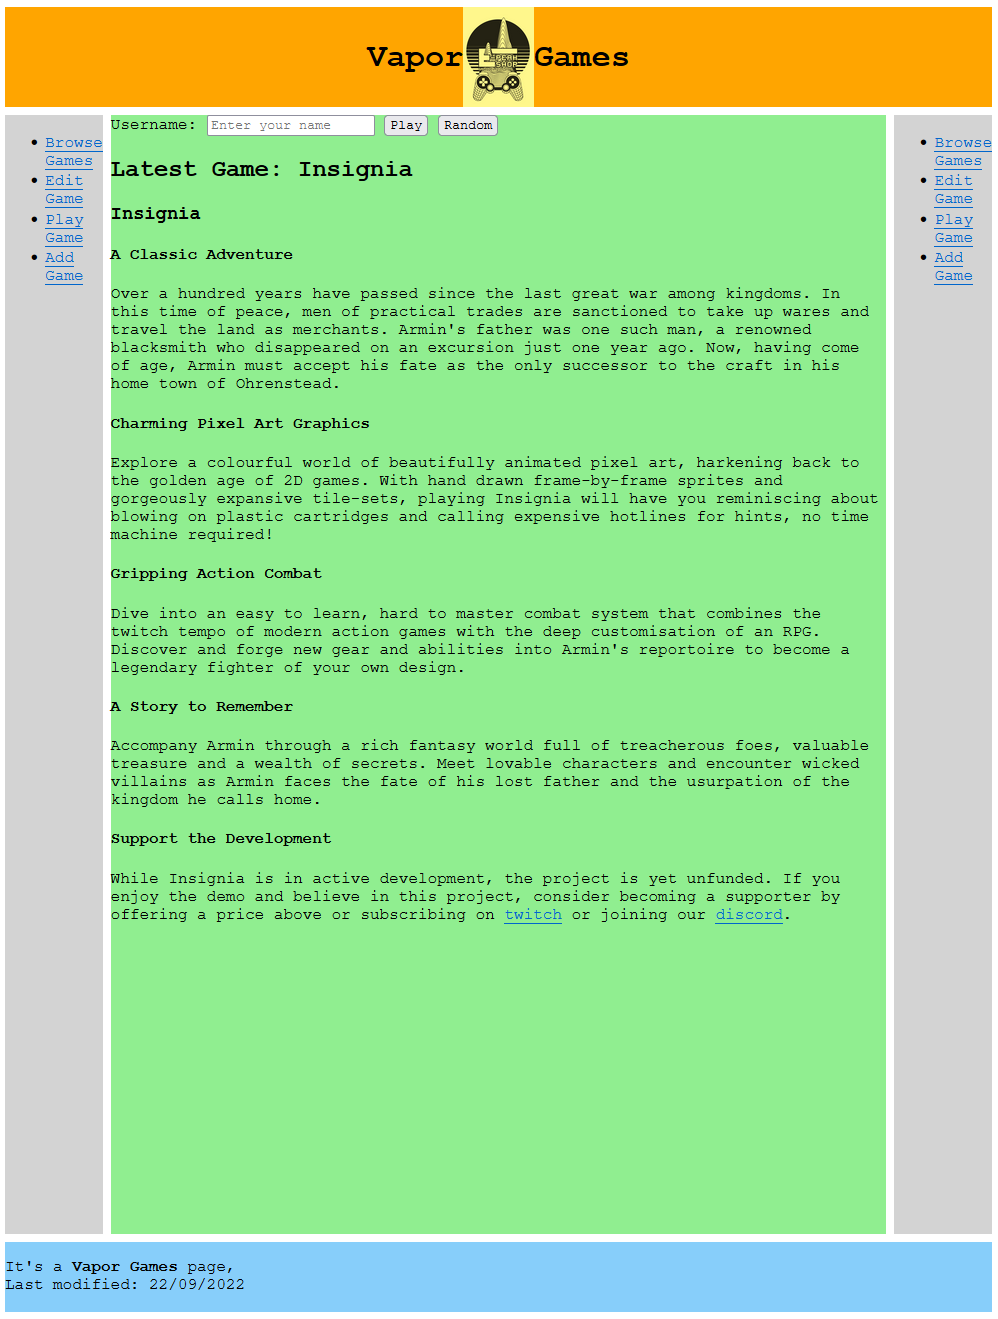 Vapor Games
Username: Enter your name Play Random
Browse
Games
Edit
Game
Play
Game
Add
Game
Latest Game: Insignia
Insignia
A Classic Adventure
Over a hundred years have passed since the last great war among kingdoms. In
this time of peace, men of practical trades are sanctioned to take up wares and
travel the land as merchants. Armin's father was one such man, a renowned
blacksmith who disappeared on an excursion just one year ago. Now, having come
of age, Armin must accept his fate as the only successor to the craft in his
home town of Ohrenstead.
Charming Pixel Art Graphics
Explore a colourful world of beautifully animated pixel art, harkening back to
the golden age of 2D games. With hand drawn frame-by-frame sprites and
gorgeously expansive tile-sets, playing Insignia will have you reminiscing about
blowing on plastic cartridges and calling expensive hotlines for hints, no time
machine required!
Gripping Action Combat
Dive into an easy to learn, hard to master combat system that combines the
twitch tempo of modern action games with the deep customisation of an RPG.
Discover and forge new gear and abilities into Armin's reportoire to become a
legendary fighter of your own design.
A Story to Remember
Accompany Armin through a rich fantasy world full of treacherous foes, valuable
treasure and a wealth of secrets. Meet lovable characters and encounter wicked
villains as Armin faces the fate of his lost father and the usurpation of the
kingdom he calls home.
Support the Development
While Insignia is in active development, the project is yet unfunded. If you
enjoy the demo and believe in this project, consider becoming a supporter by
offering a price above or subscribing on twitch or joining our discord.
Browse
Games
Edit
Game
Play
Game
Add
Game
It's a Vapor Games page,
Last modified: 22/09/2022